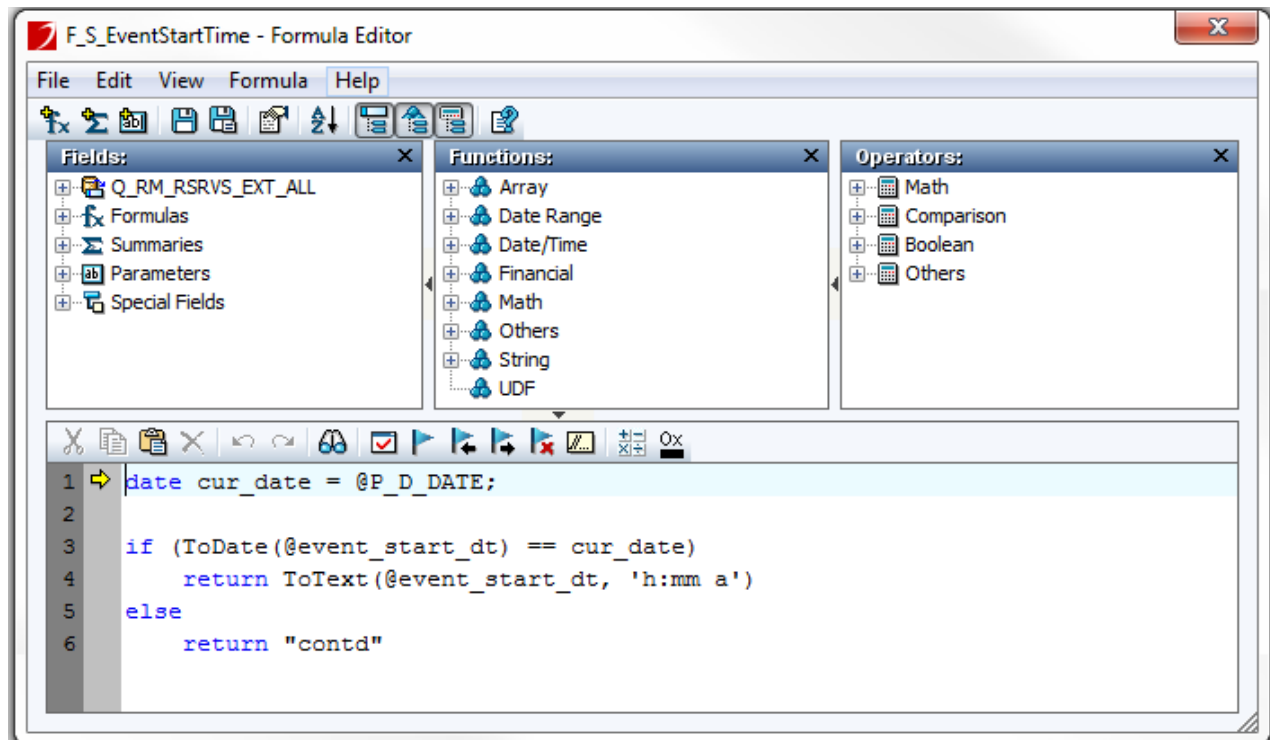 F_S_EventStartTime - Formula Editor
File Edit View Formula Help
Fields:
Q_RM_RSRVS_EXT_ALL
Formulas
Summaries
Parameters
Special Fields
Functions:
Array
Date Range
Date/Time
Financial
Math
Others
String
UDF
Operators:
Math
Comparison
Boolean
Others
1 date cur_date = @P_D_DATE;
2
3 if (ToDate(@event_start_dt) == cur_date)
4 return ToText(@event_start_dt, 'h:mm a')
5 else
6 return "contd"